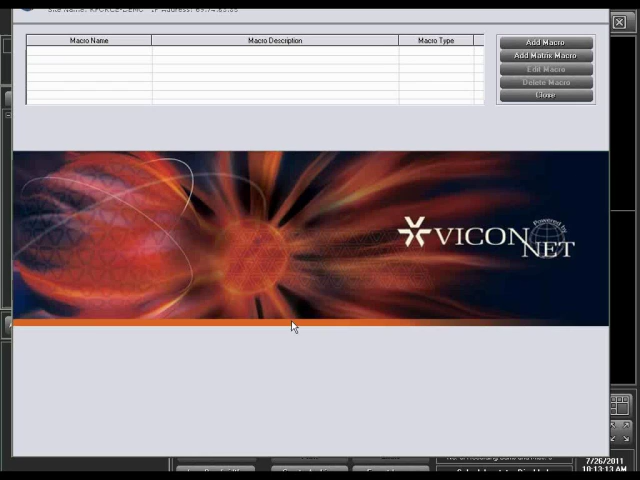 Macro Name Macro Description Macro Type
Add Macro
Add Matrix Macro
Edit Macro
Delete Macro
Close
Powered by
VICON NET
7/26/2011
10:13:13 AM